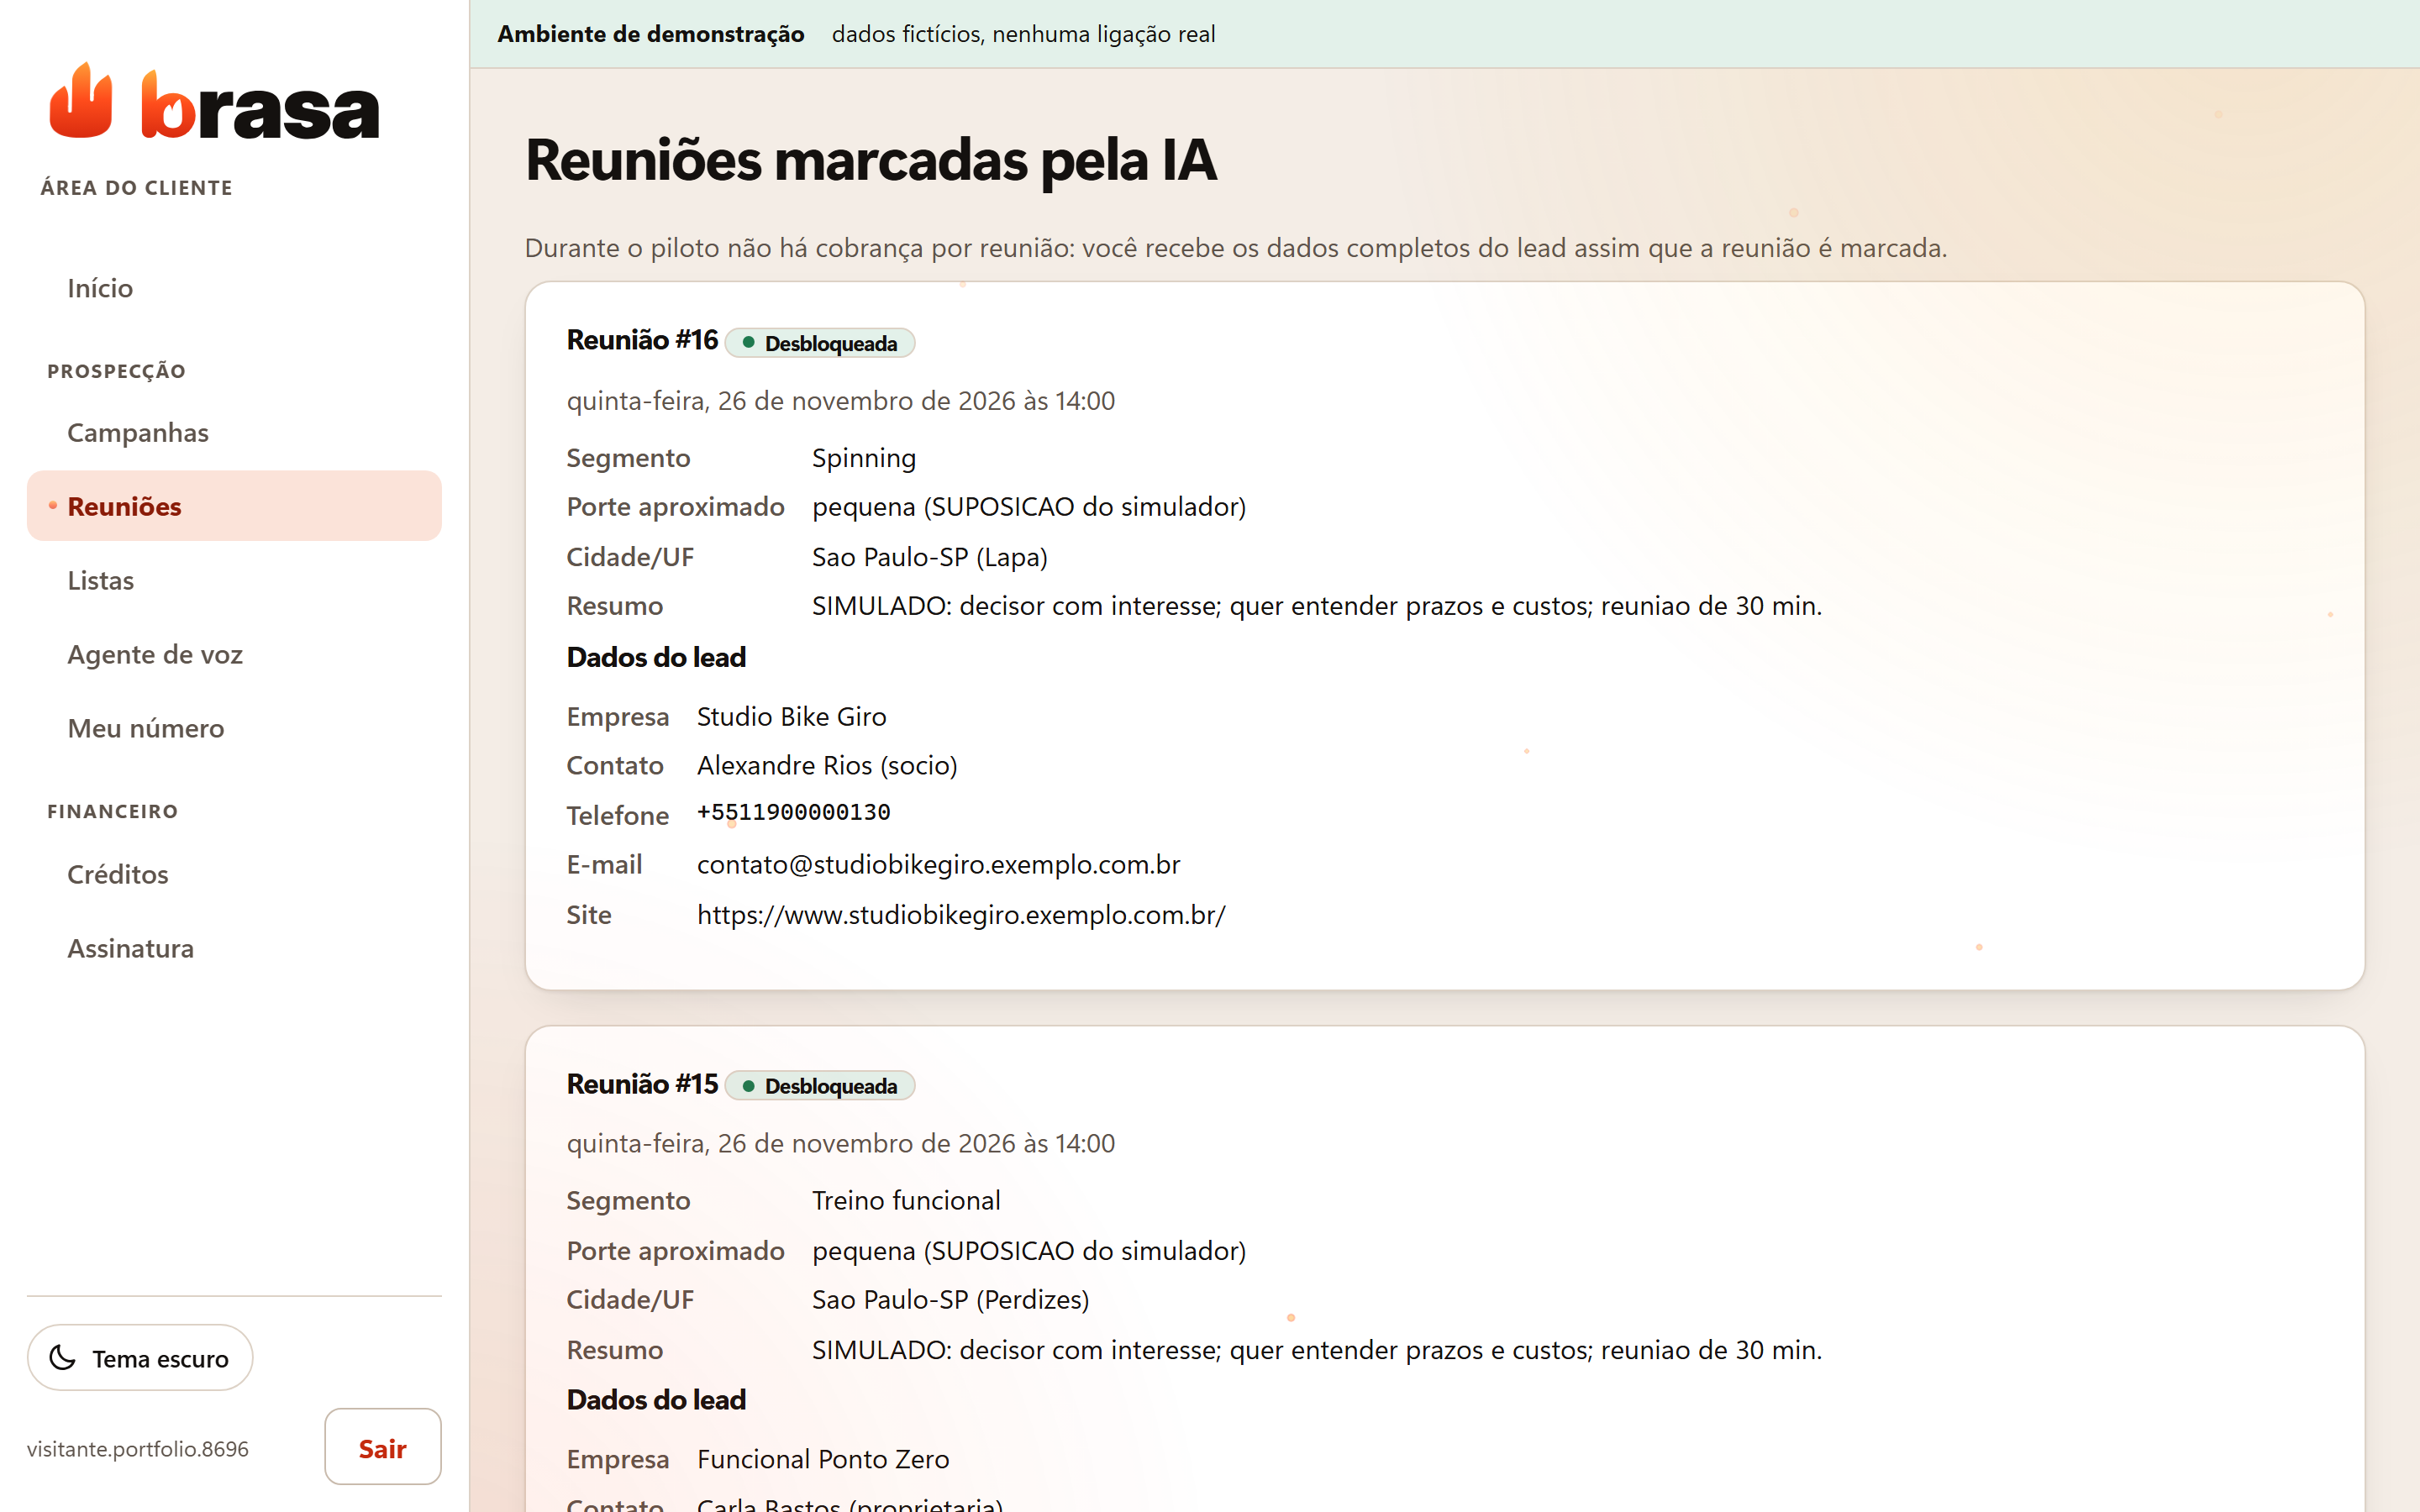 brasa
ÁREA DO CLIENTE
Início
PROSPECÇÃO
Campanhas
Reuniões
Listas
Agente de voz
Meu número
FINANCEIRO
Créditos
Assinatura
Tema escuro
visitante.portfolio.8696
Sair
Ambiente de demonstração dados fictícios, nenhuma ligação real
Reuniões marcadas pela IA
Durante o piloto não há cobrança por reunião: você recebe os dados completos do lead assim que a reunião é marcada.
Reunião #16 Desbloqueada
quinta-feira, 26 de novembro de 2026 às 14:00
Segmento Spinning
Porte aproximado pequena (SUPOSICAO do simulador)
Cidade/UF Sao Paulo-SP (Lapa)
Resumo SIMULADO: decisor com interesse; quer entender prazos e custos; reuniao de 30 min.
Dados do lead
Empresa Studio Bike Giro
Contato Alexandre Rios (socio)
Telefone +5511900000130
E-mail contato@studiobikegiro.exemplo.com.br
Site https://www.studiobikegiro.exemplo.com.br/
Reunião #15 Desbloqueada
quinta-feira, 26 de novembro de 2026 às 14:00
Segmento Treino funcional
Porte aproximado pequena (SUPOSICAO do simulador)
Cidade/UF Sao Paulo-SP (Perdizes)
Resumo SIMULADO: decisor com interesse; quer entender prazos e custos; reuniao de 30 min.
Dados do lead
Empresa Funcional Ponto Zero
Contato Carla Bastos (proprietaria)